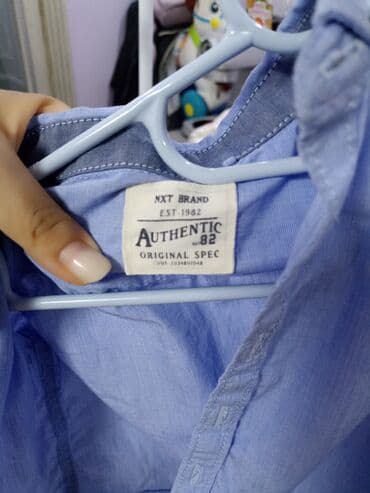 NXT BRAND
EST 1982
AUTHENTIC
No 82
ORIGINAL SPEC